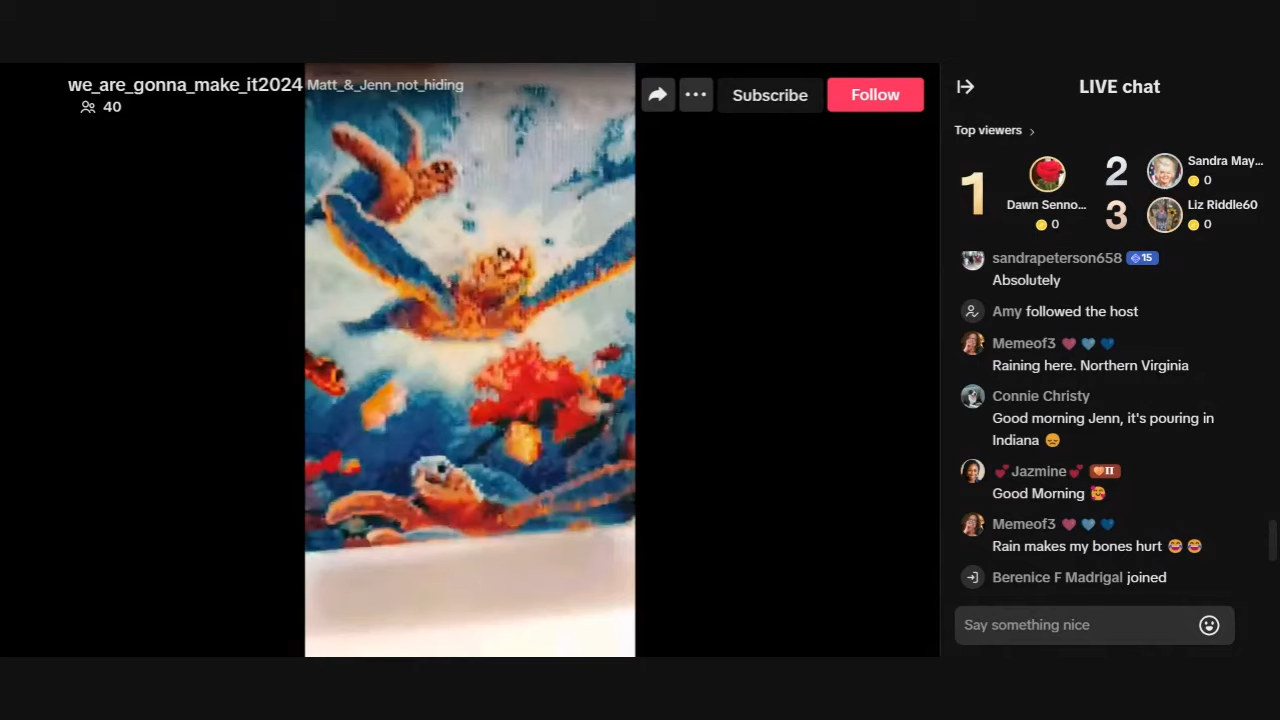 we_are_gonna_make_it2024
Matt_&_Jenn_not_hiding
40
Subscribe
Follow
LIVE chat
Top viewers
1
Dawn Senno...
0
2
Sandra May...
0
3
Liz Riddle60
0
sandrapeterson658 15
Absolutely
Amy followed the host
Memeof3
Raining here. Northern Virginia
Connie Christy
Good morning Jenn, it's pouring in
Indiana 😞
💕Jazmine💕 II
Good Morning 🥰
Memeof3
Rain makes my bones hurt 😂 😂
Berenice F Madrigal joined
Say something nice